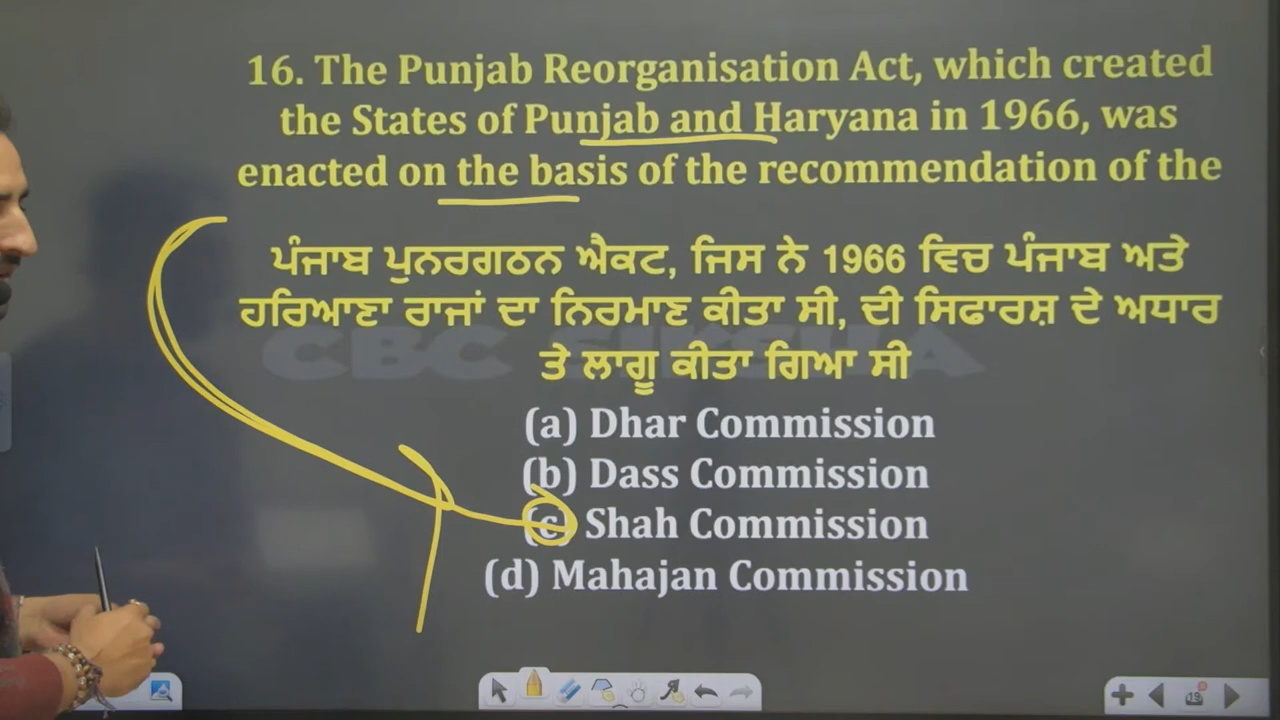 16. The Punjab Reorganisation Act, which created
the States of Punjab and Haryana in 1966, was
enacted on the basis of the recommendation of the
ਪੰਜਾਬ ਪੁਨਰਗਠਨ ਐਕਟ, ਜਿਸ ਨੇ 1966 ਵਿਚ ਪੰਜਾਬ ਅਤੇ
ਹਰਿਆਣਾ ਰਾਜਾਂ ਦਾ ਨਿਰਮਾਣ ਕੀਤਾ ਸੀ, ਦੀ ਸਿਫਾਰਸ਼ ਦੇ ਅਧਾਰ
ਤੇ ਲਾਗੂ ਕੀਤਾ ਗਿਆ ਸੀ
(a) Dhar Commission
(b) Dass Commission
(c) Shah Commission
(d) Mahajan Commission
19